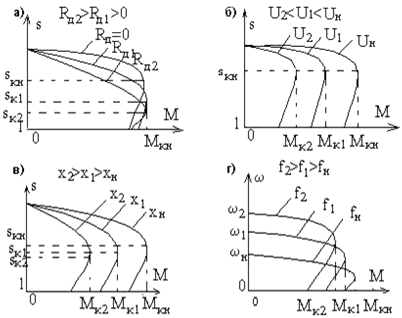 а) s Rд2>Rд1>0
Rд=0
Rд1
Rд2
sкн
sк1
sк2
0 M
1 Mкн
б) U2<U1<Uн
s
U2 U1 Uн
sкн
0 M
1 Mк2 Mк1 Mкн
в) s x2>x1>xн
x2 x1 xн
sкн
sк1
sк2
0 M
1 Mк2 Mк1 Mкн
г) f2>f1>fн
ω
f2
f1
fн
ω2
ω1
ωн
M
0 Mк2 Mк1 Mкн